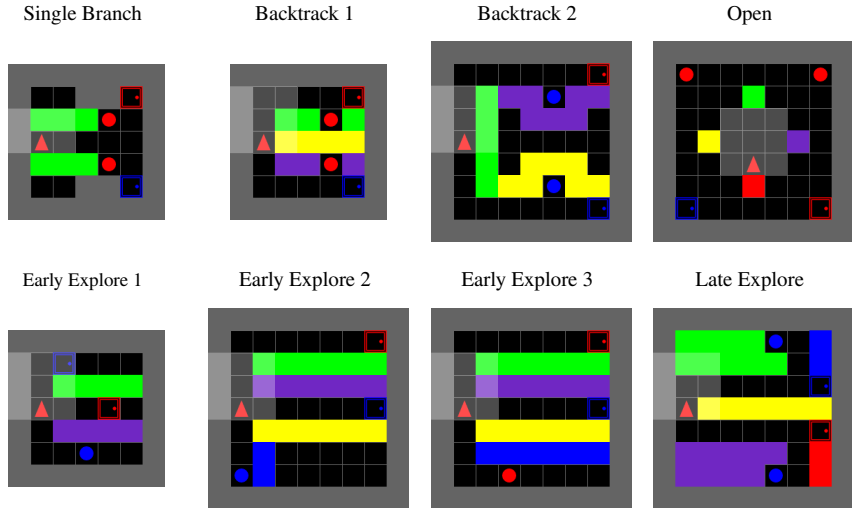 Single Branch
Backtrack 1
Backtrack 2
Open
Early Explore 1
Early Explore 2
Early Explore 3
Late Explore